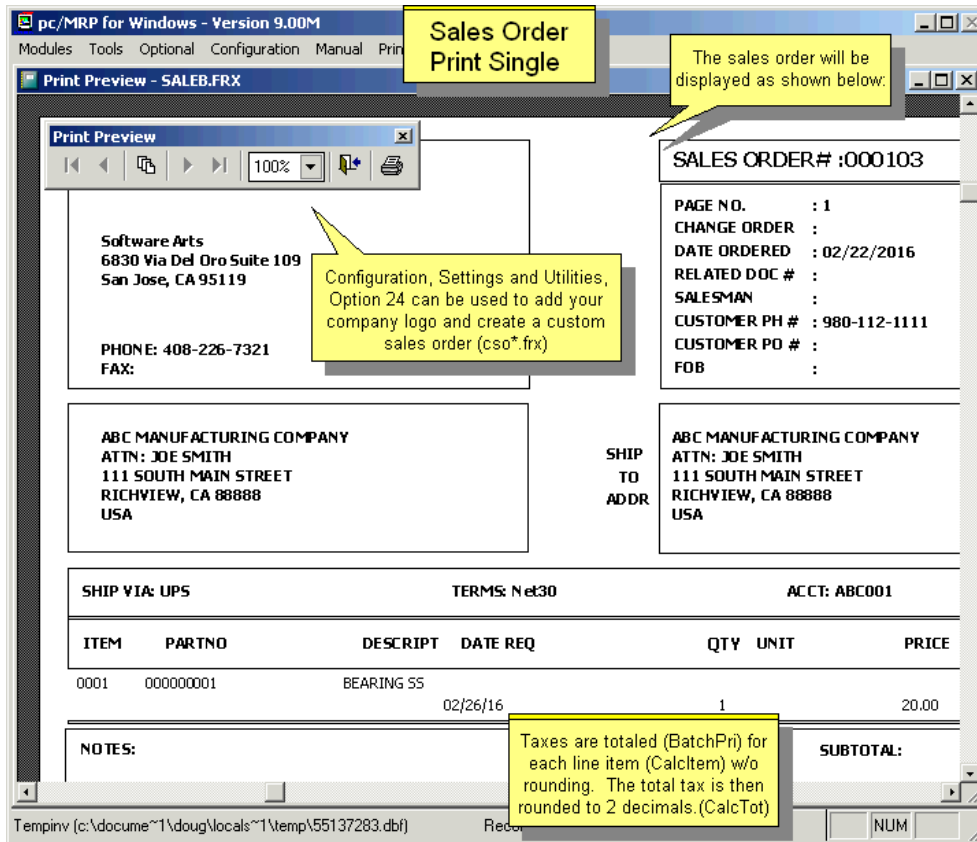 pc/MRP for Windows - Version 9.00M
Sales Order
Print Single
Modules Tools Optional Configuration Manual
The sales order will be
displayed as shown below:
Print Preview - SALEB.FRX
Print Preview
100%
SALES ORDER# :000103
PAGE NO. : 1
CHANGE ORDER :
DATE ORDERED : 02/22/2016
RELATED DOC # :
SALESMAN :
CUSTOMER PH # : 980-112-1111
CUSTOMER PO # :
FOB :
Software Arts
6830 Via Del Oro Suite 109
San Jose, CA 95119
PHONE: 408-226-7321
FAX:
Configuration, Settings and Utilities,
Option 24 can be used to add your
company logo and create a custom
sales order (cso*.frx)
ABC MANUFACTURING COMPANY
ATTN: JOE SMITH
111 SOUTH MAIN STREET
RICHVIEW, CA 88888
USA
SHIP
TO
ADDR
ABC MANUFACTURING COMPANY
ATTN: JOE SMITH
111 SOUTH MAIN STREET
RICHVIEW, CA 88888
USA
SHIP VIA: UPS TERMS: Net30 ACCT: ABC001
ITEM PARTNO DESCRIPT DATE REQ QTY UNIT PRICE
0001 000000001 BEARING SS
02/26/16 1 20.00
NOTES: SUBTOTAL:
Taxes are totaled (BatchPri) for
each line item (CalcItem) w/o
rounding. The total tax is then
rounded to 2 decimals.(CalcTot)
Tempinv (c:\docume~1\doug\locals~1\temp\55137283.dbf) NUM